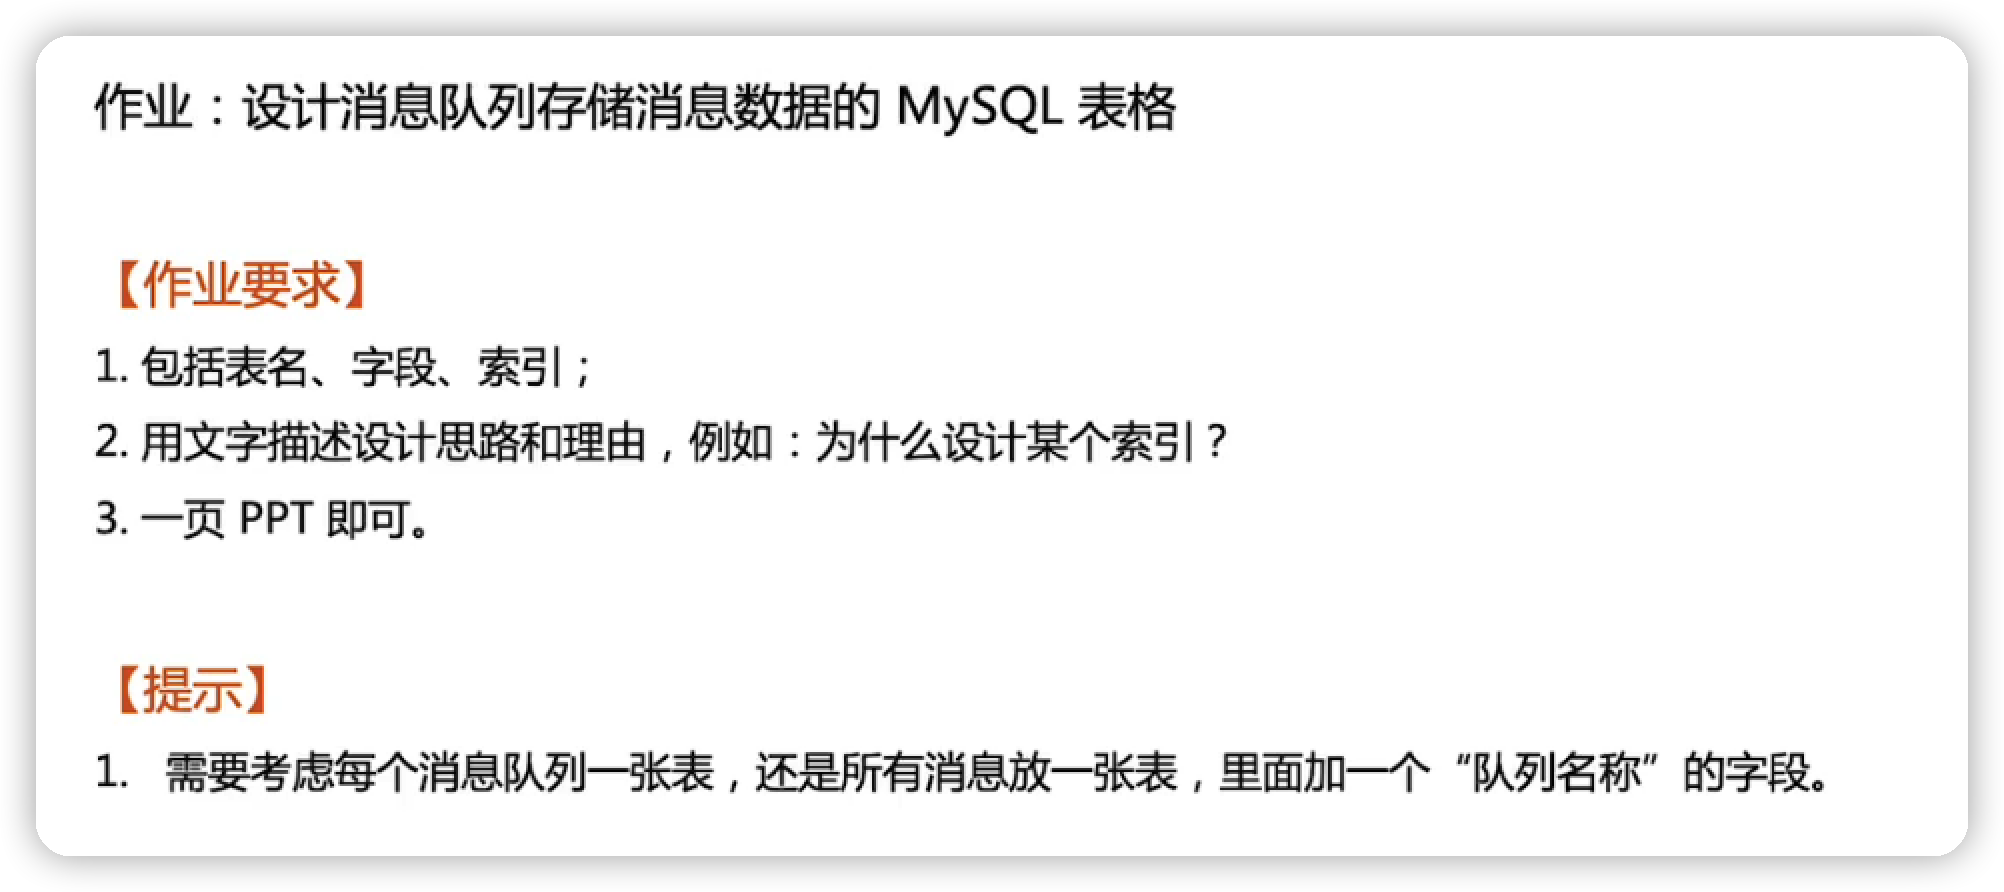 作业：设计消息队列存储消息数据的 MySQL 表格
【作业要求】
1. 包括表名、字段、索引；
2. 用文字描述设计思路和理由，例如：为什么设计某个索引？
3. 一页 PPT 即可。
【提示】
1. 需要考虑每个消息队列一张表，还是所有消息放一张表，里面加一个“队列名称”的字段。